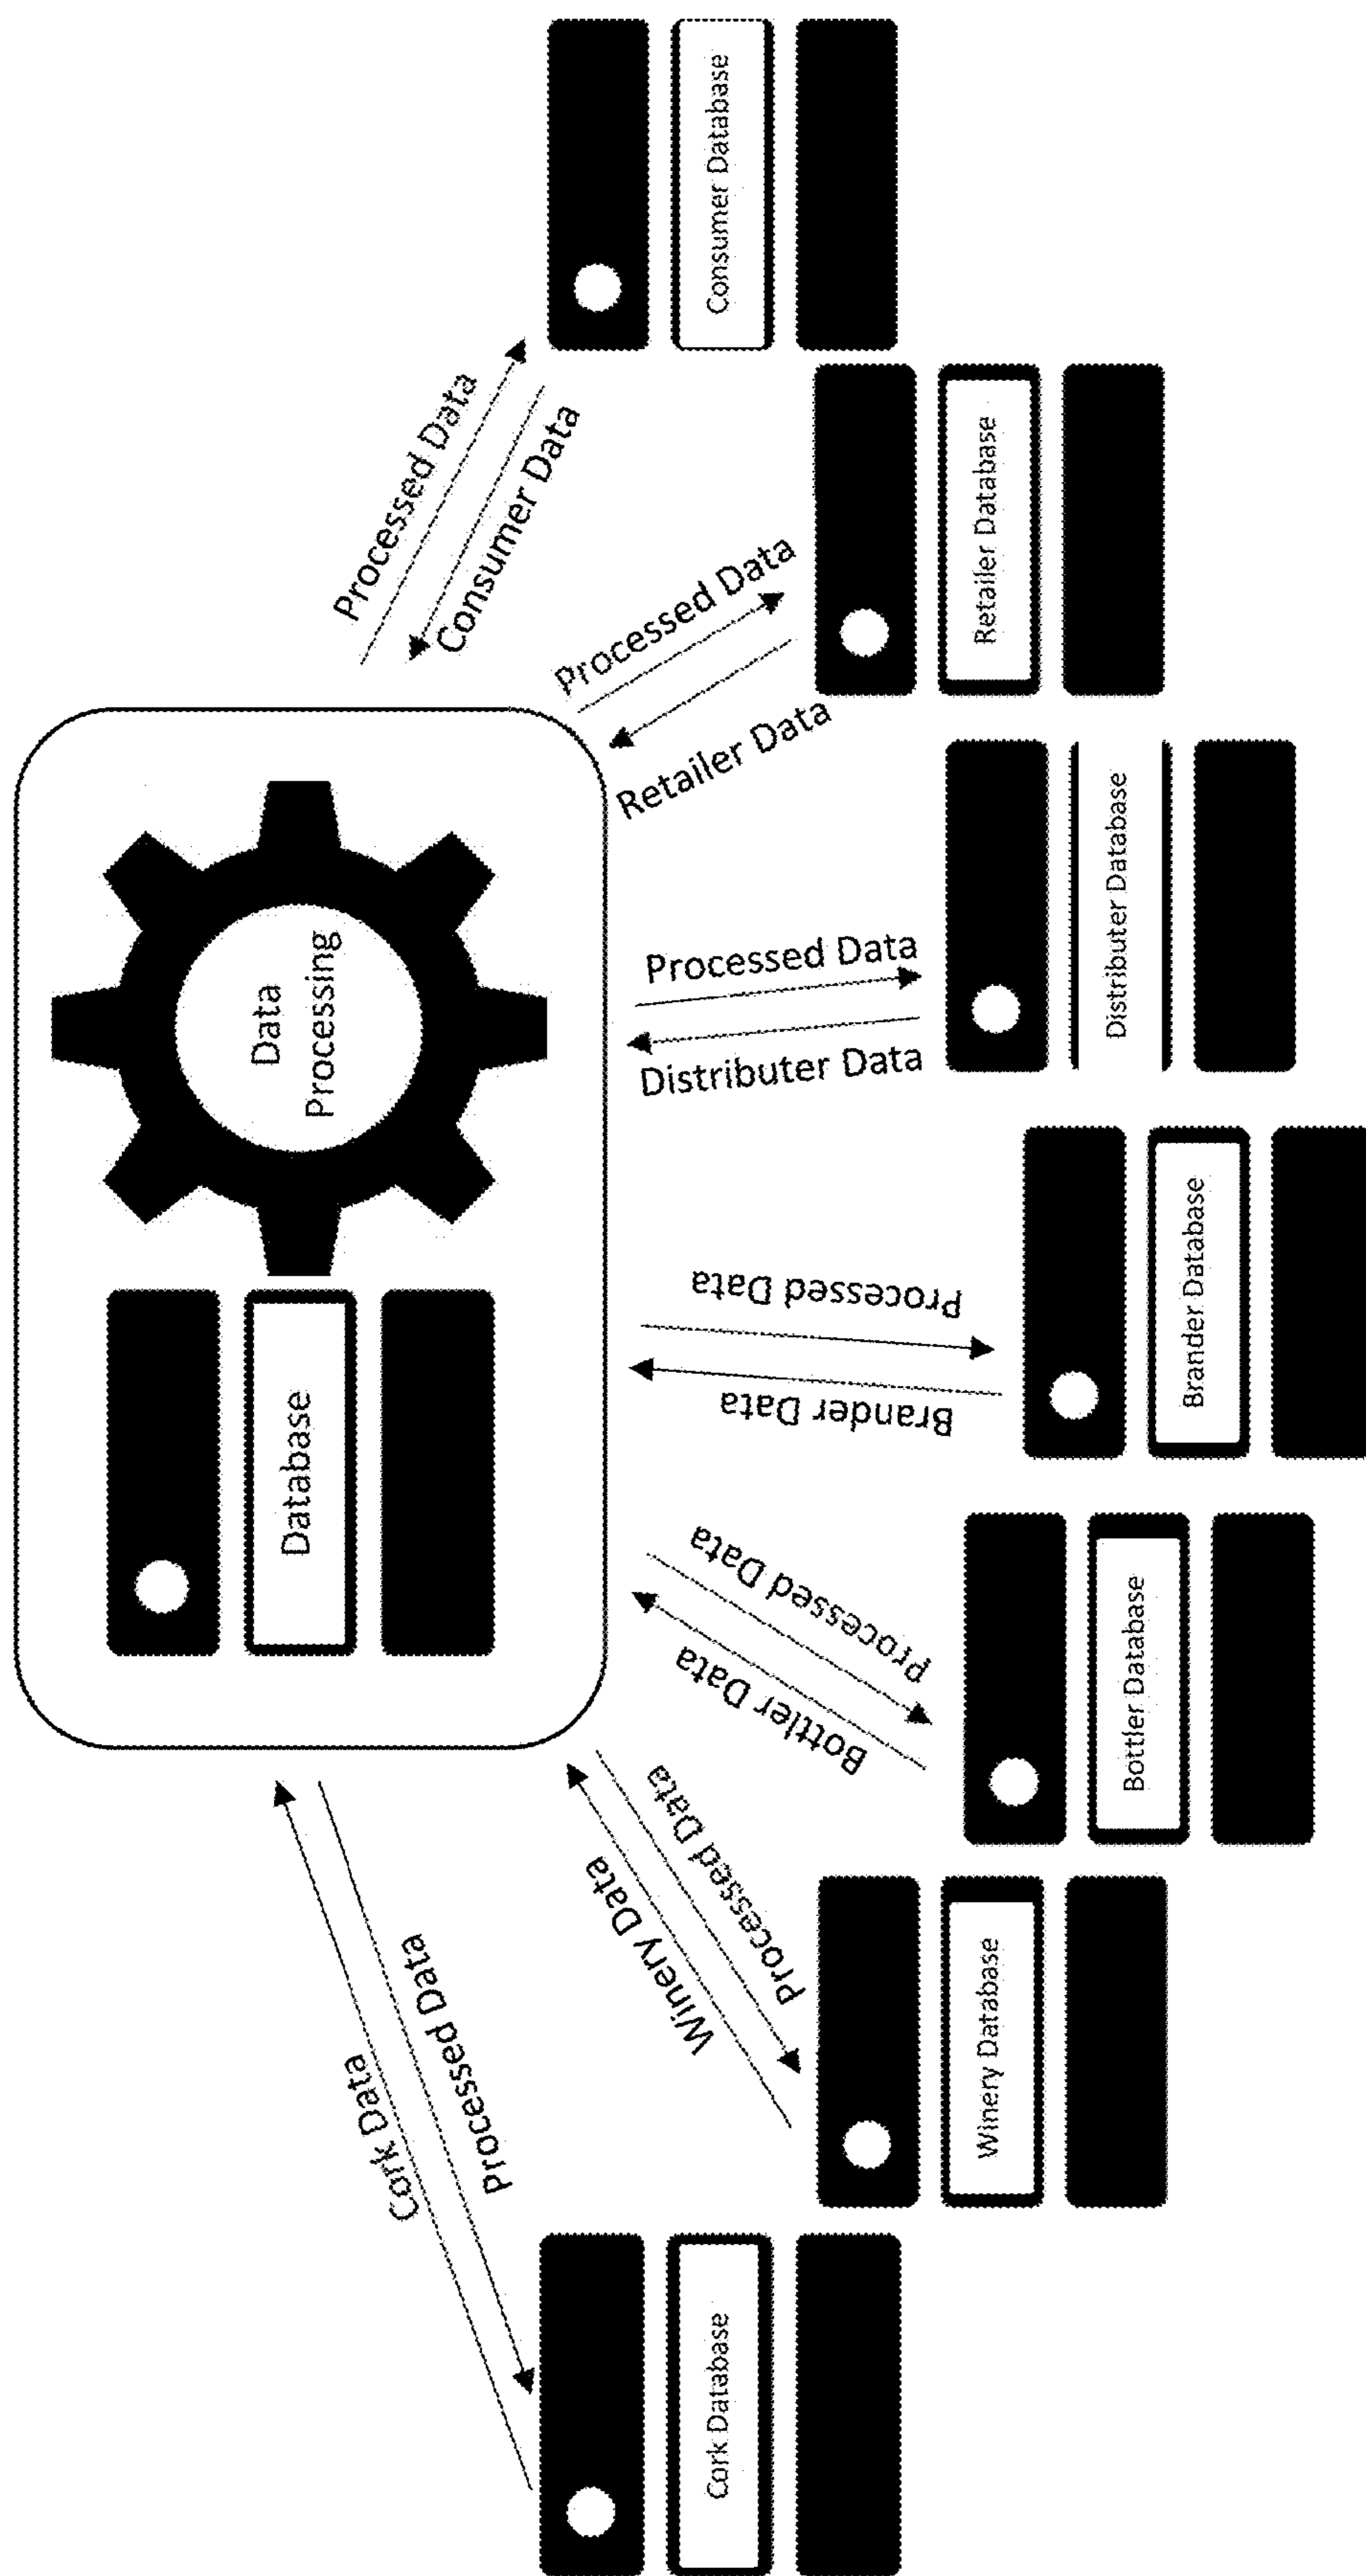 Database
Data
Processing
Cork Data
Processed Data
Winery Data
Processed Data
Bottler Data
Processed Data
Brander Data
Processed Data
Distributer Data
Processed Data
Retailer Data
Processed Data
Consumer Data
Processed Data
Cork Database
Winery Database
Bottler Database
Brander Database
Distributer Database
Retailer Database
Consumer Database